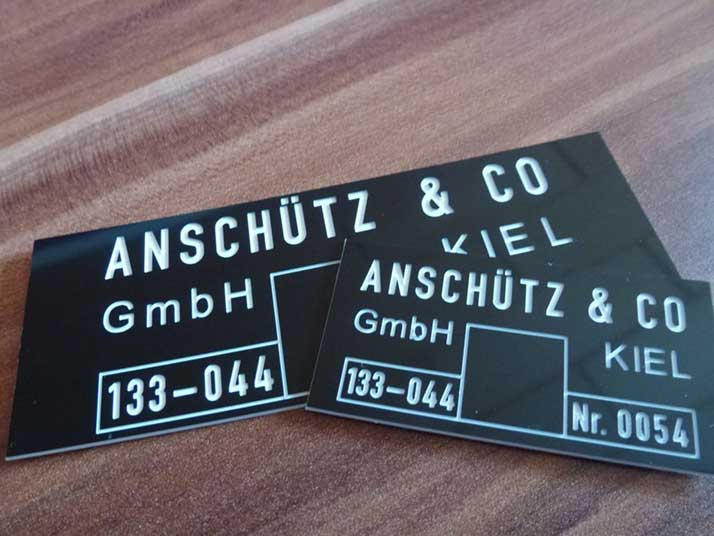 ANSCHÜTZ & CO
GmbH KIEL
133-044
ANSCHÜTZ & CO
GmbH KIEL
133-044 Nr. 0054